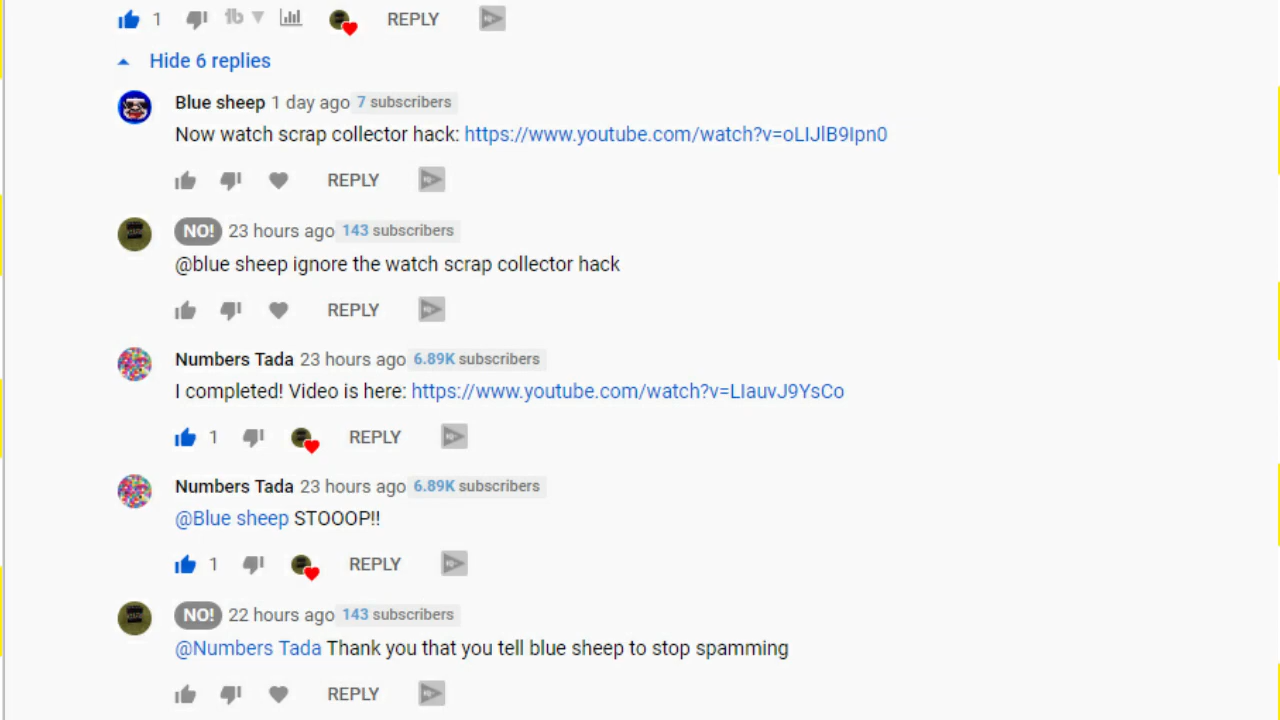 1 REPLY
Hide 6 replies
Blue sheep 1 day ago 7 subscribers
Now watch scrap collector hack: https://www.youtube.com/watch?v=oLIJlB9Ipn0
REPLY
NO! 23 hours ago 143 subscribers
@blue sheep ignore the watch scrap collector hack
REPLY
Numbers Tada 23 hours ago 6.89K subscribers
I completed! Video is here: https://www.youtube.com/watch?v=LIauvJ9YsCo
1 REPLY
Numbers Tada 23 hours ago 6.89K subscribers
@Blue sheep STOOOP!!
1 REPLY
NO! 22 hours ago 143 subscribers
@Numbers Tada Thank you that you tell blue sheep to stop spamming
REPLY